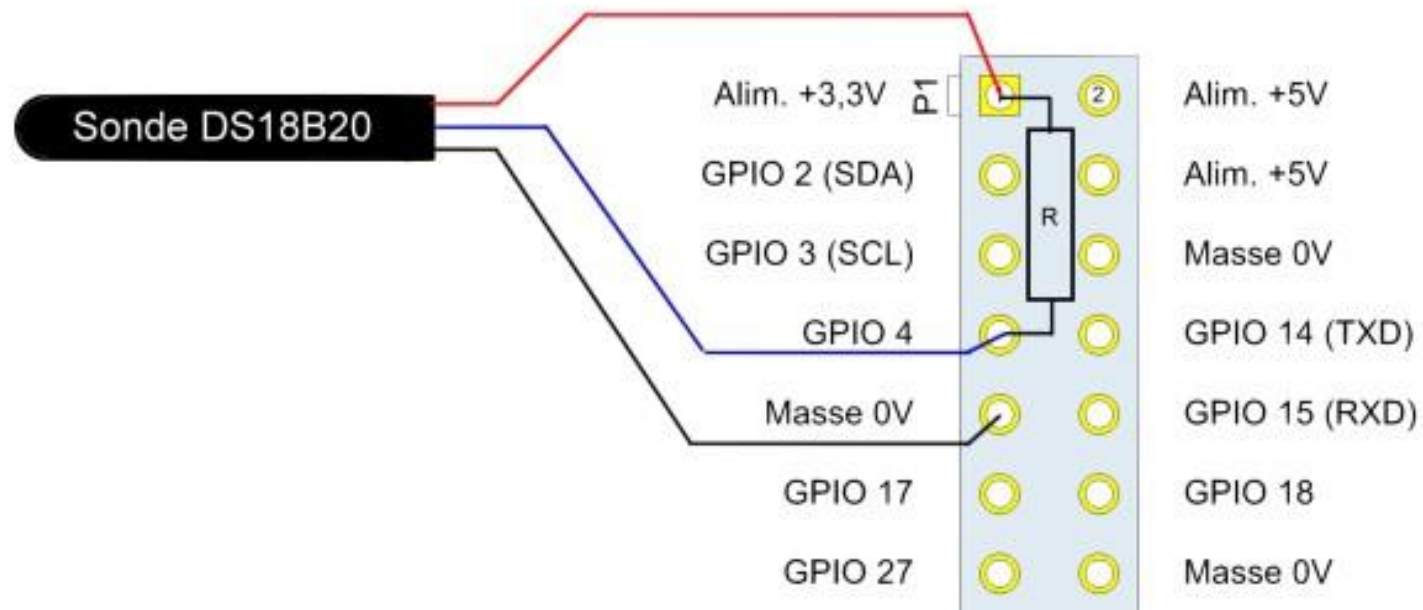 Sonde DS18B20
Alim. +3,3V
P1
2
Alim. +5V
GPIO 2 (SDA)
Alim. +5V
GPIO 3 (SCL)
R
Masse 0V
GPIO 4
GPIO 14 (TXD)
Masse 0V
GPIO 15 (RXD)
GPIO 17
GPIO 18
GPIO 27
Masse 0V